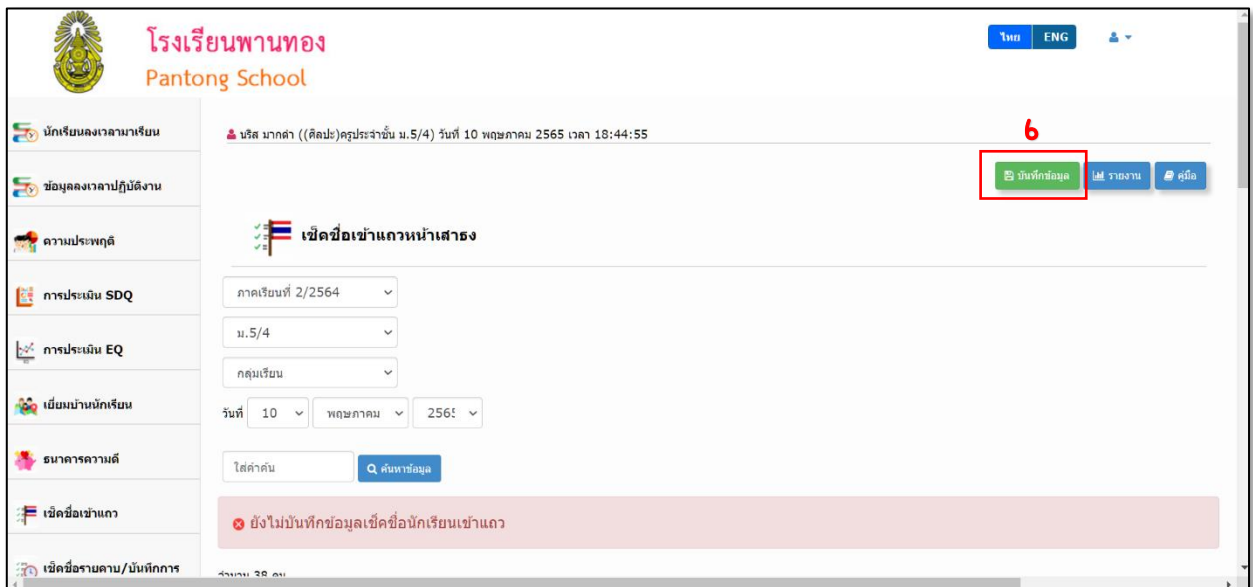 โรงเรียนพานทอง
Pantong School
ไทย ENG
นักเรียนลงเวลามาเรียน
ข้อมูลลงเวลาปฏิบัติงาน
ความประพฤติ
การประเมิน SDQ
การประเมิน EQ
เยี่ยมบ้านนักเรียน
ธนาคารความดี
เช็คชื่อเข้าแถว
เช็คชื่อรายคาบ/บันทึกการ
นริส มากดำ ((ศิลปะ)ครูประจำชั้น ม.5/4) วันที่ 10 พฤษภาคม 2565 เวลา 18:44:55
6
บันทึกข้อมูล รายงาน คู่มือ
เช็คชื่อเข้าแถวหน้าเสาธง
ภาคเรียนที่ 2/2564
ม.5/4
กลุ่มเรียน
วันที่ 10 พฤษภาคม 2565
ใส่คำค้น ค้นหาข้อมูล
ยังไม่บันทึกข้อมูลเช็คชื่อนักเรียนเข้าแถว
จำนวน 38 คน